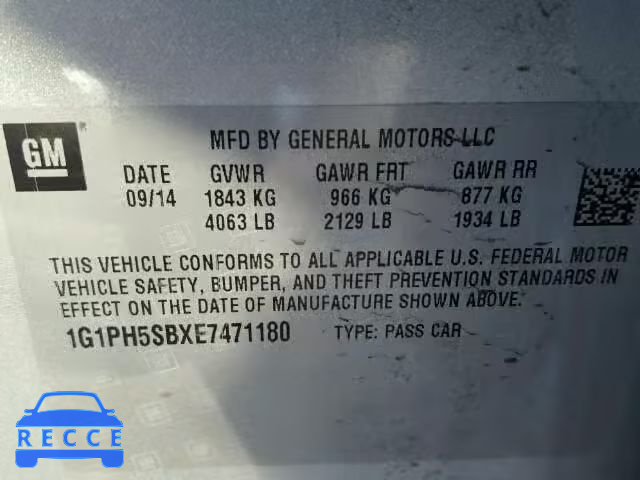 GM
MFD BY GENERAL MOTORS LLC
DATE GVWR GAWR FRT GAWR RR
09/14 1843 KG 966 KG 877 KG
4063 LB 2129 LB 1934 LB
THIS VEHICLE CONFORMS TO ALL APPLICABLE U.S. FEDERAL MOTOR
VEHICLE SAFETY, BUMPER, AND THEFT PREVENTION STANDARDS IN
EFFECT ON THE DATE OF MANUFACTURE SHOWN ABOVE.
1G1PH5SBXE7471180 TYPE: PASS CAR
RECCE